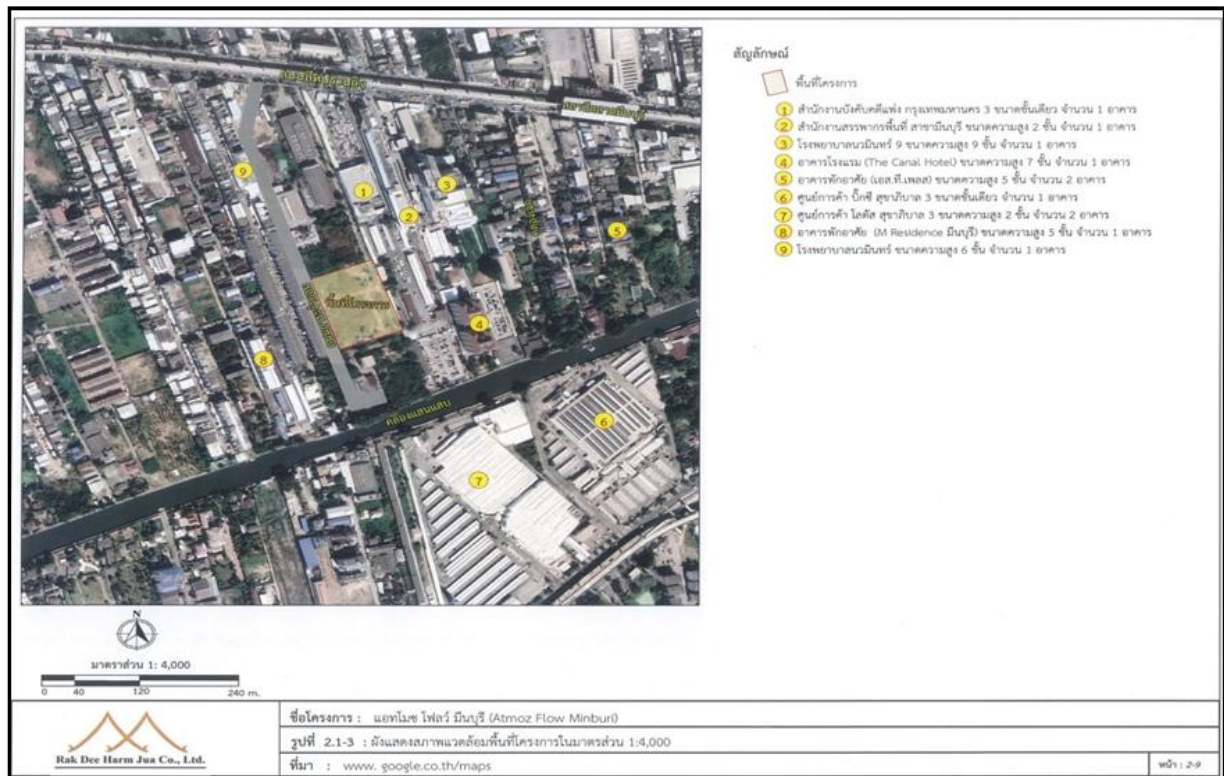 สัญลักษณ์
พื้นที่โครงการ
1 สำนักงานบังคับคดีแพ่ง กรุงเทพมหานคร 3 ขนาดชั้นเดียว จำนวน 1 อาคาร
2 สำนักงานสรรพากรพื้นที่ สาขามีนบุรี ขนาดความสูง 2 ชั้น จำนวน 1 อาคาร
3 โรงพยาบาลนวมินทร์ 9 ขนาดความสูง 9 ชั้น จำนวน 1 อาคาร
4 อาคารโรงแรม (The Canal Hotel) ขนาดความสูง 7 ชั้น จำนวน 1 อาคาร
5 อาคารพักอาศัย (เอส.ที.เพลส) ขนาดความสูง 5 ชั้น จำนวน 2 อาคาร
6 ศูนย์การค้า บิ๊กซี สุขาภิบาล 3 ขนาดชั้นเดียว จำนวน 1 อาคาร
7 ศูนย์การค้า โลตัส สุขาภิบาล 3 ขนาดความสูง 2 ชั้น จำนวน 2 อาคาร
8 อาคารพักอาศัย (M Residence มีนบุรี) ขนาดความสูง 5 ชั้น จำนวน 1 อาคาร
9 โรงพยาบาลนวมินทร์ ขนาดความสูง 6 ชั้น จำนวน 1 อาคาร
9
1
3
2
5
พื้นที่โครงการ
4
8
คลองแสนแสบ
6
7
N
มาตราส่วน 1: 4,000
0 40 120 240 m.
Rak Dee Harm Jua Co., Ltd.
ชื่อโครงการ : แอทโมซ โฟลว์ มีนบุรี (Atmoz Flow Minburi)
รูปที่ 2.1-3 : ผังแสดงสภาพแวดล้อมพื้นที่โครงการในมาตรส่วน 1:4,000
ที่มา : www. google.co.th/maps
หน้า : 2-9